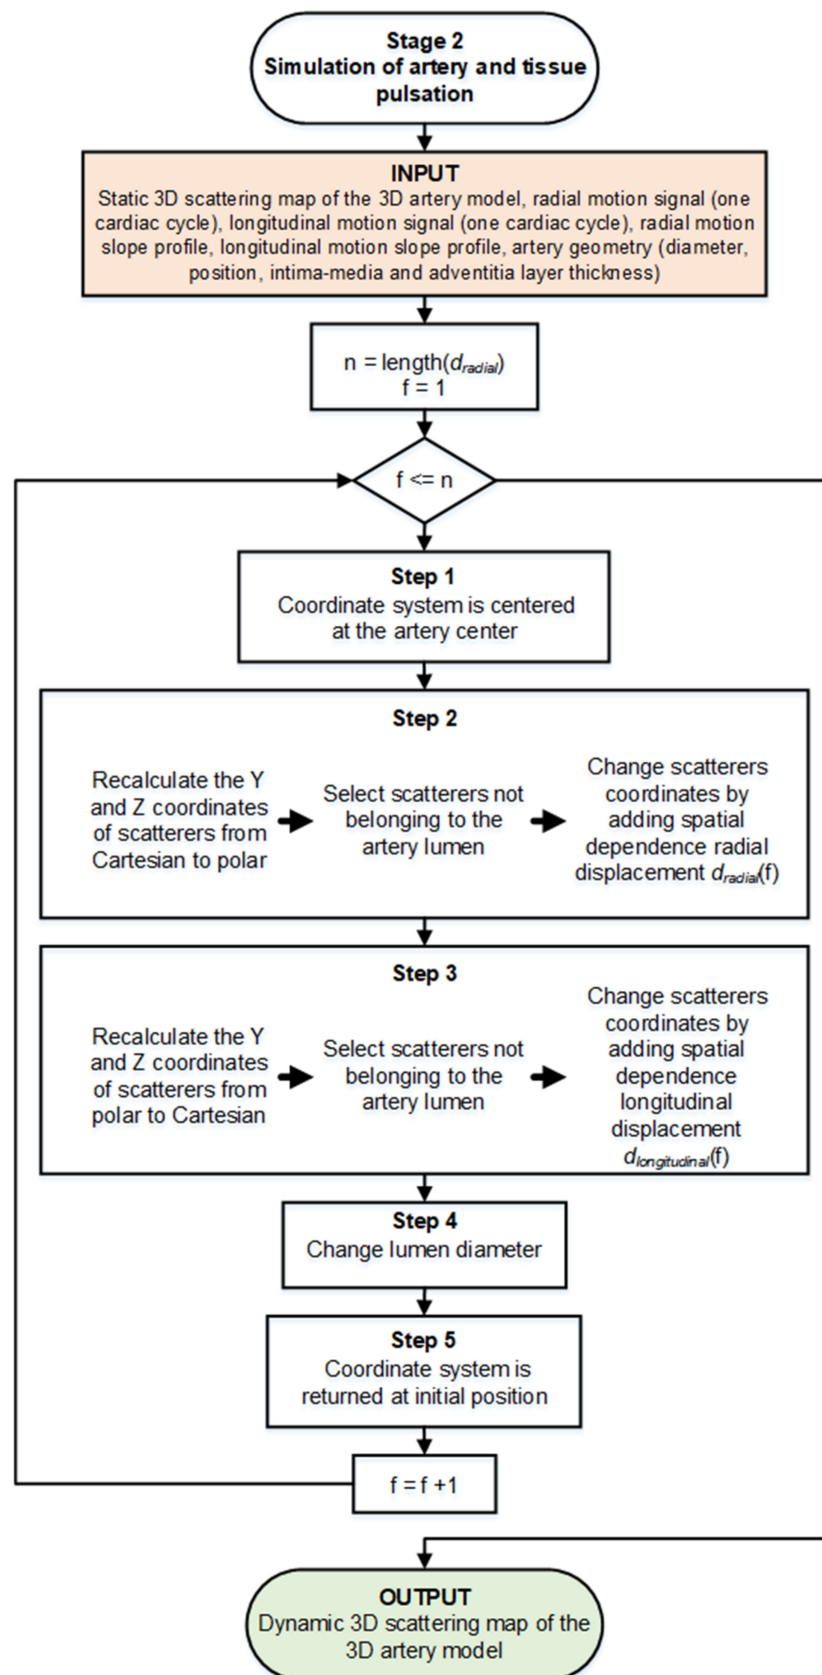 Stage 2
Simulation of artery and tissue
pulsation
INPUT
Static 3D scattering map of the 3D artery model, radial motion signal (one
cardiac cycle), longitudinal motion signal (one cardiac cycle), radial motion
slope profile, longitudinal motion slope profile, artery geometry (diameter,
position, intima-media and adventitia layer thickness)
n = length(d_radial)
f = 1
f <= n
Step 1
Coordinate system is centered
at the artery center
Step 2
Recalculate the Y
and Z coordinates
of scatterers from
Cartesian to polar
Select scatterers not
belonging to the
artery lumen
Change scatterers
coordinates by
adding spatial
dependence radial
displacement d_radial(f)
Step 3
Recalculate the Y
and Z coordinates
of scatterers from
polar to Cartesian
Select scatterers not
belonging to the
artery lumen
Change scatterers
coordinates by
adding spatial
dependence
longitudinal
displacement
d_longitudinal(f)
Step 4
Change lumen diameter
Step 5
Coordinate system is
returned at initial position
f = f +1
OUTPUT
Dynamic 3D scattering map of the
3D artery model